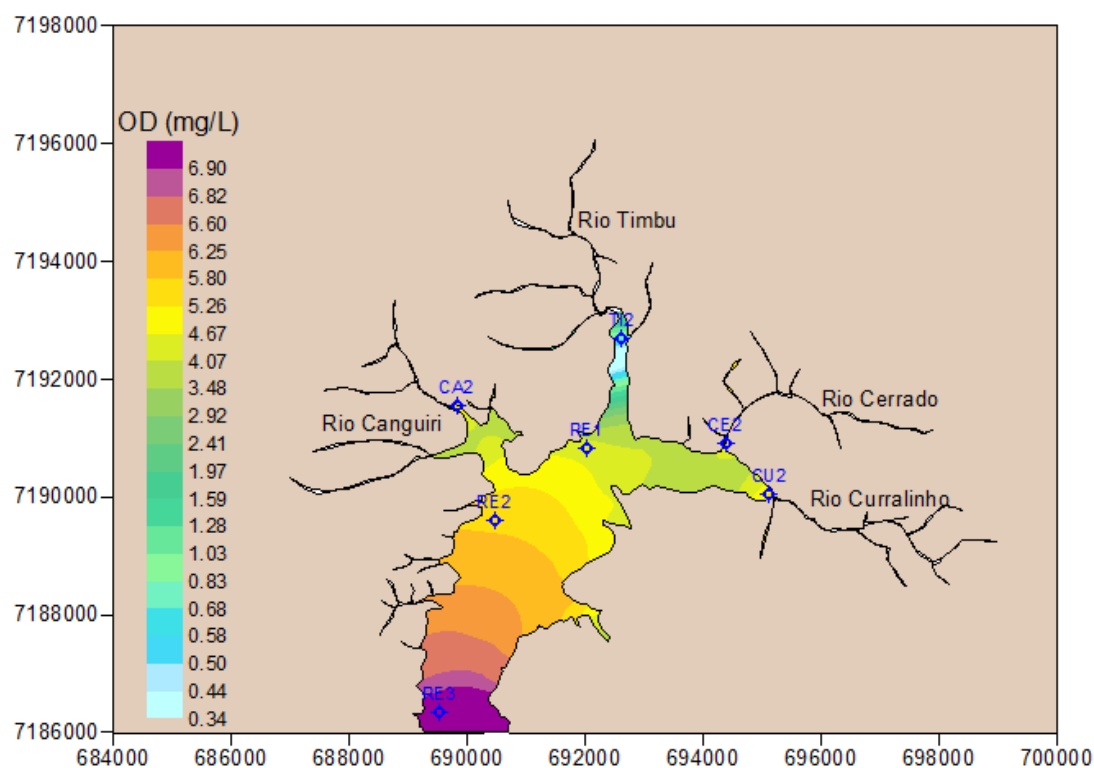 7198000
7196000
7194000
7192000
7190000
7188000
7186000
684000 686000 688000 690000 692000 694000 696000 698000 700000
OD (mg/L)
6.90
6.82
6.60
6.25
5.80
5.26
4.67
4.07
3.48
2.92
2.41
1.97
1.59
1.28
1.03
0.83
0.68
0.58
0.50
0.44
0.34
Rio Timbu
TI2
CA2
Rio Canguiri
RE1
CE2
Rio Cerrado
CU2
Rio Curralinho
RE2
RE3